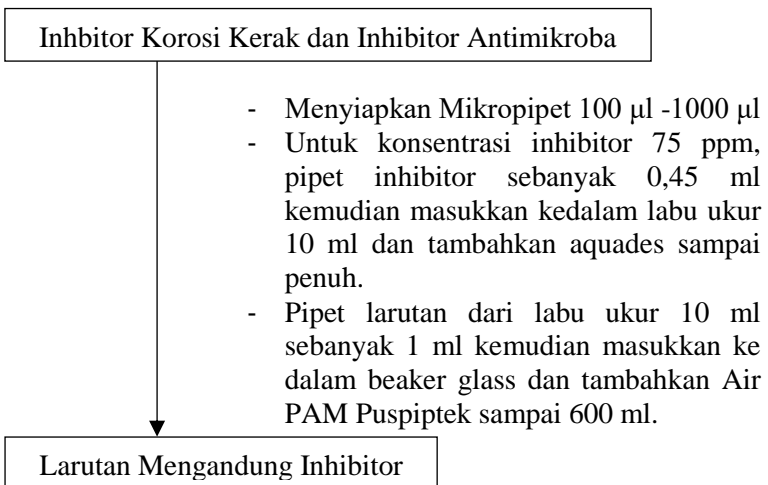 Inhbitor Korosi Kerak dan Inhibitor Antimikroba
- Menyiapkan Mikropipet 100 μl -1000 μl
- Untuk konsentrasi inhibitor 75 ppm,
pipet inhibitor sebanyak 0,45 ml
kemudian masukkan kedalam labu ukur
10 ml dan tambahkan aquades sampai
penuh.
- Pipet larutan dari labu ukur 10 ml
sebanyak 1 ml kemudian masukkan ke
dalam beaker glass dan tambahkan Air
PAM Puspiptek sampai 600 ml.
Larutan Mengandung Inhibitor